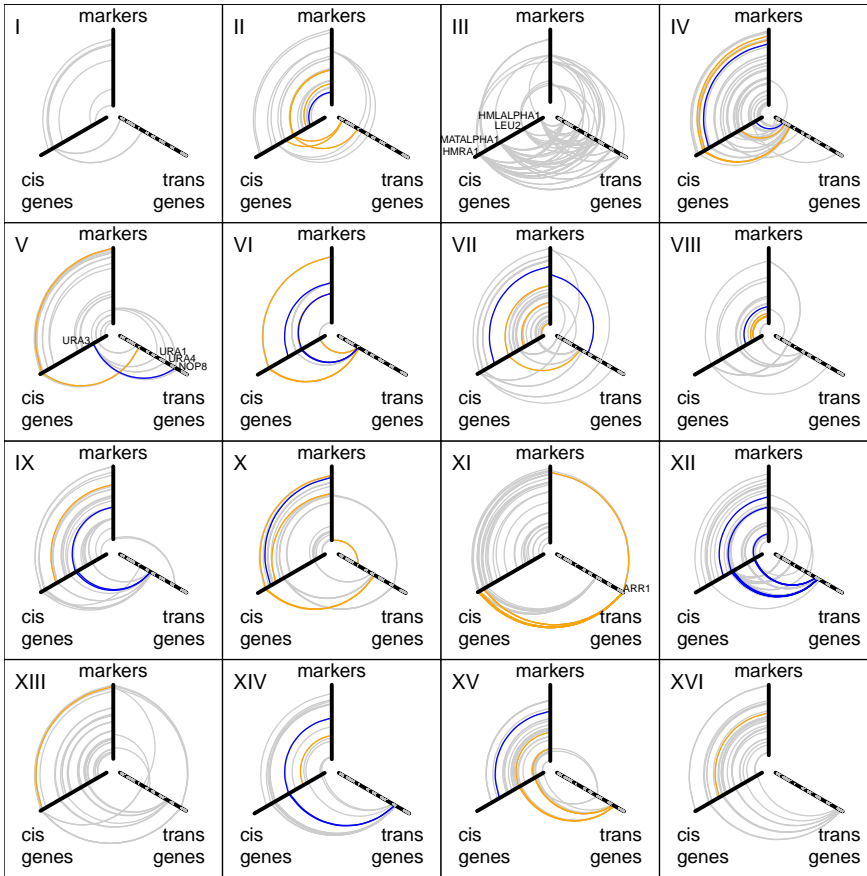 I
markers
cis
genes
trans
genes
II
markers
cis
genes
trans
genes
III
markers
HMLALPHA1
LEU2
MATALPHA1
HMRA1
cis
genes
trans
genes
IV
markers
cis
genes
trans
genes
V
markers
URA3
URA1
URA4
NOP8
cis
genes
trans
genes
VI
markers
cis
genes
trans
genes
VII
markers
cis
genes
trans
genes
VIII
markers
cis
genes
trans
genes
IX
markers
cis
genes
trans
genes
X
markers
cis
genes
trans
genes
XI
markers
ARR1
cis
genes
trans
genes
XII
markers
cis
genes
trans
genes
XIII
markers
cis
genes
trans
genes
XIV
markers
cis
genes
trans
genes
XV
markers
cis
genes
trans
genes
XVI
markers
cis
genes
trans
genes